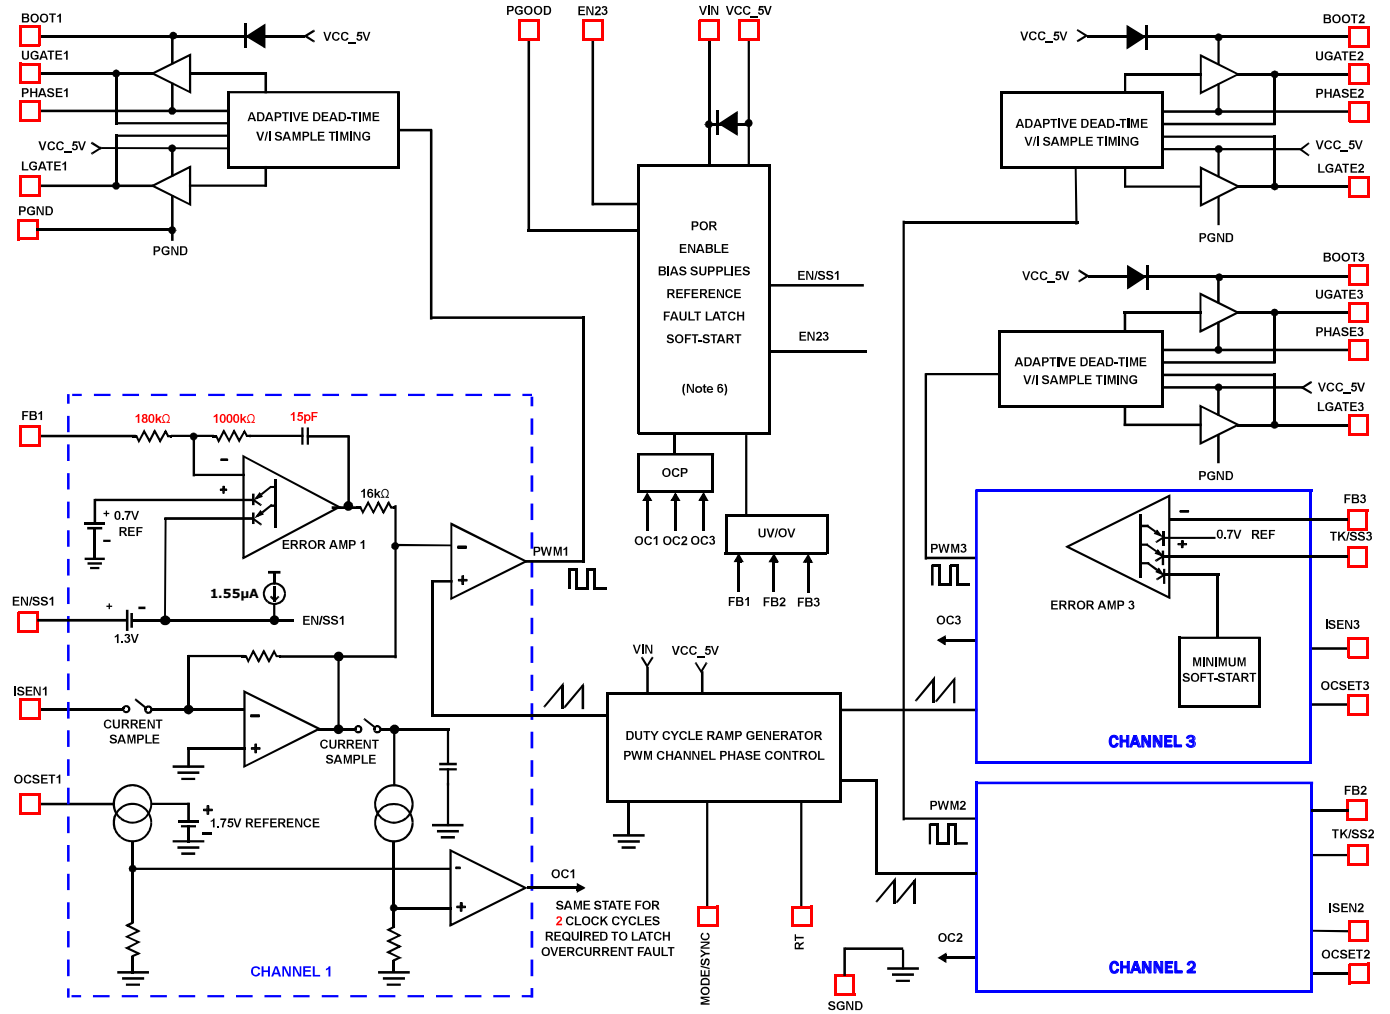 BOOT1
VCC_5V
UGATE1
PHASE1
ADAPTIVE DEAD-TIME
V/I SAMPLE TIMING
VCC_5V
LGATE1
PGND
PGND
PGOOD
EN23
VIN
VCC_5V
POR
ENABLE
BIAS SUPPLIES
REFERENCE
FAULT LATCH
SOFT-START
(Note 6)
EN/SS1
EN23
OCP
OC1 OC2 OC3
UV/OV
FB1 FB2 FB3
VCC_5V
BOOT2
UGATE2
PHASE2
ADAPTIVE DEAD-TIME
V/I SAMPLE TIMING
VCC_5V
LGATE2
PGND
VCC_5V
BOOT3
UGATE3
PHASE3
ADAPTIVE DEAD-TIME
V/I SAMPLE TIMING
VCC_5V
LGATE3
PGND
FB1
180kΩ
1000kΩ
15pF
−
+
16kΩ
+ 0.7V
− REF
ERROR AMP 1
−
+
PWM1
1.55µA
EN/SS1
+ −
1.3V
EN/SS1
ISEN1
CURRENT
SAMPLE
−
+
CURRENT
SAMPLE
OCSET1
+
1.75V REFERENCE
−
-
+
OC1
SAME STATE FOR
2 CLOCK CYCLES
REQUIRED TO LATCH
OVERCURRENT FAULT
CHANNEL 1
VIN
VCC_5V
DUTY CYCLE RAMP GENERATOR
PWM CHANNEL PHASE CONTROL
MODE/SYNC
RT
SGND
PWM3
OC3
−
0.7V REF
+
ERROR AMP 3
MINIMUM
SOFT-START
CHANNEL 3
FB3
TK/SS3
ISEN3
OCSET3
PWM2
OC2
CHANNEL 2
FB2
TK/SS2
ISEN2
OCSET2